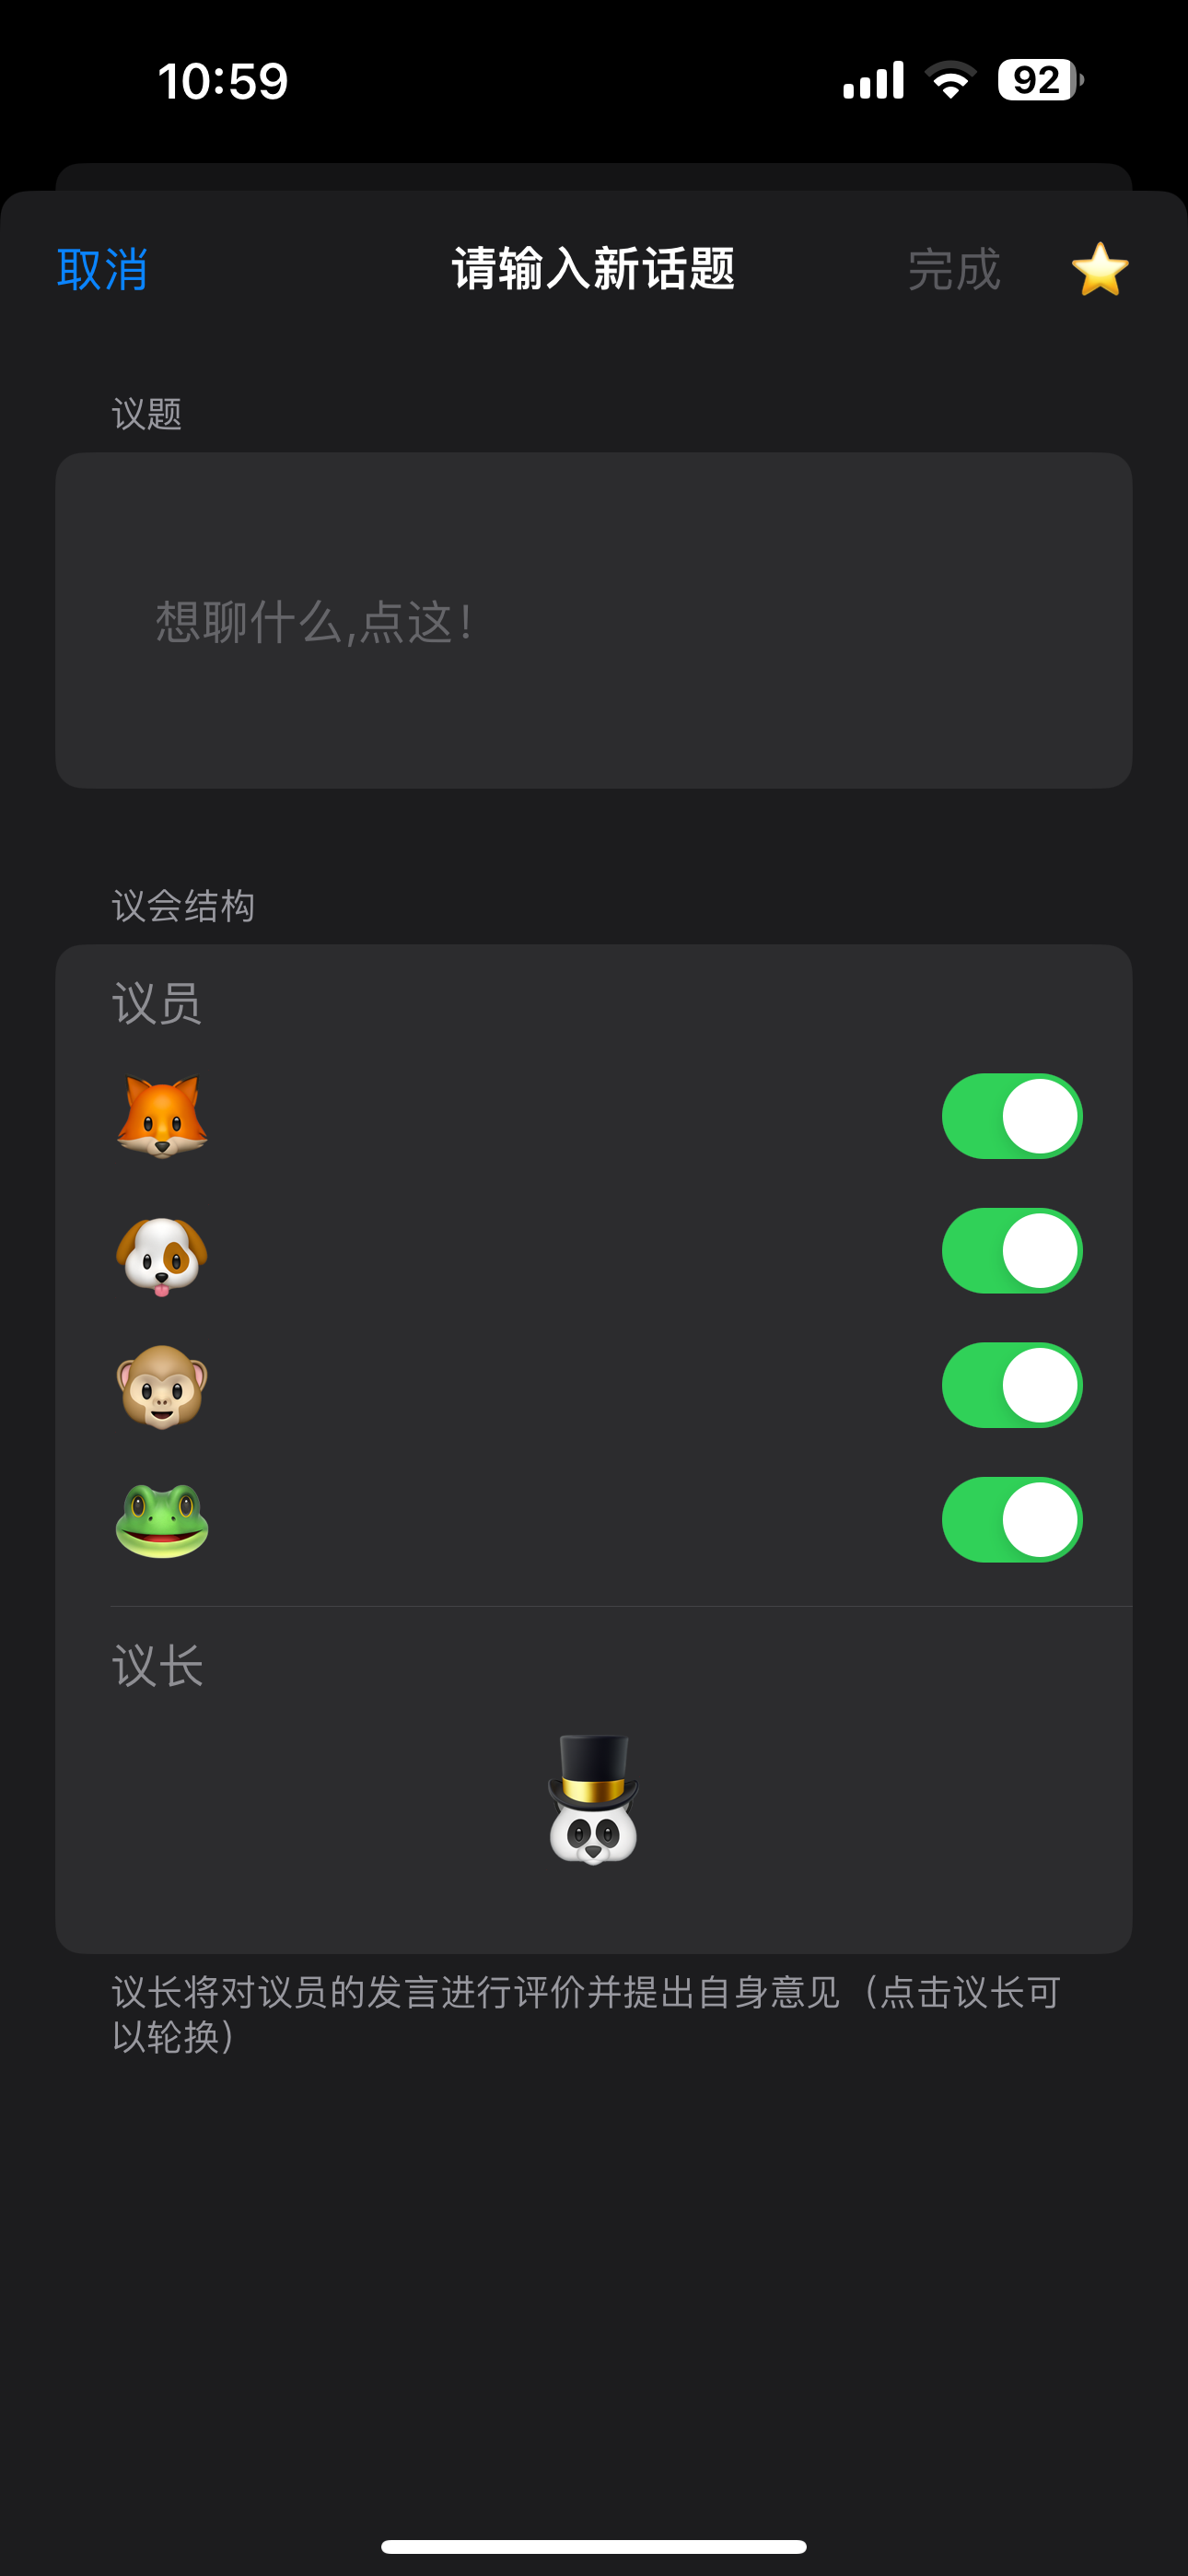 10:59
92
取消
请输入新话题
完成
议题
想聊什么,点这！
议会结构
议员
议长
议长将对议员的发言进行评价并提出自身意见（点击议长可
以轮换）